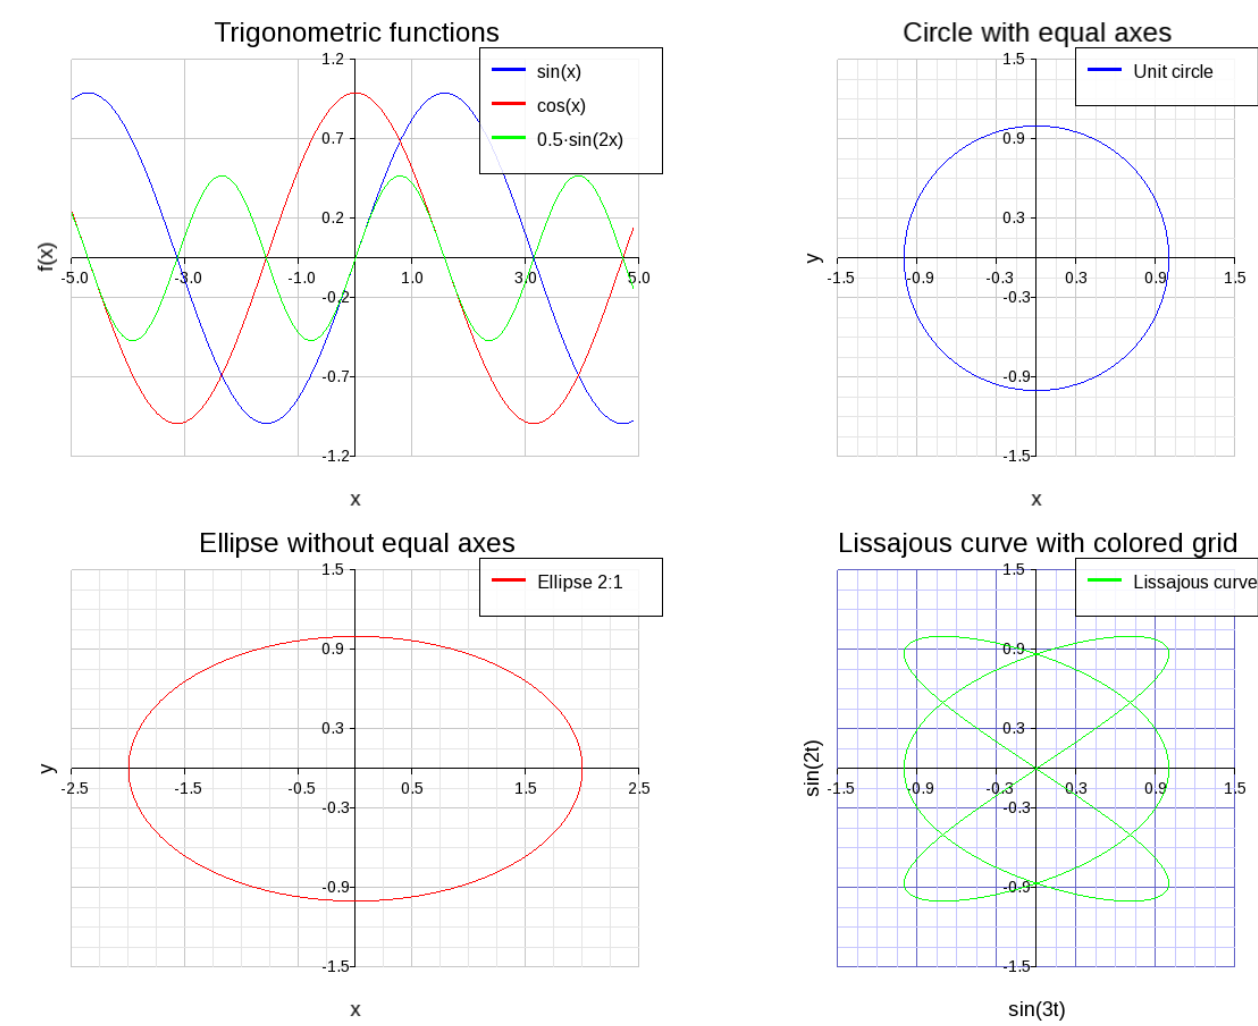 Trigonometric functions
1.2
sin(x)
cos(x)
0.5·sin(2x)
0.7
0.2
f(x)
-5.0 -3.0 -1.0 1.0 3.0 5.0
-0.2
-0.7
-1.2
x
Circle with equal axes
1.5
Unit circle
0.9
0.3
y
-1.5 -0.9 -0.3 0.3 0.9 1.5
-0.3
-0.9
-1.5
x
Ellipse without equal axes
1.5
Ellipse 2:1
0.9
0.3
y
-2.5 -1.5 -0.5 0.5 1.5 2.5
-0.3
-0.9
-1.5
x
Lissajous curve with colored grid
1.5
Lissajous curve
0.9
0.3
sin(2t)
-1.5 -0.9 -0.3 0.3 0.9 1.5
-0.3
-0.9
-1.5
sin(3t)